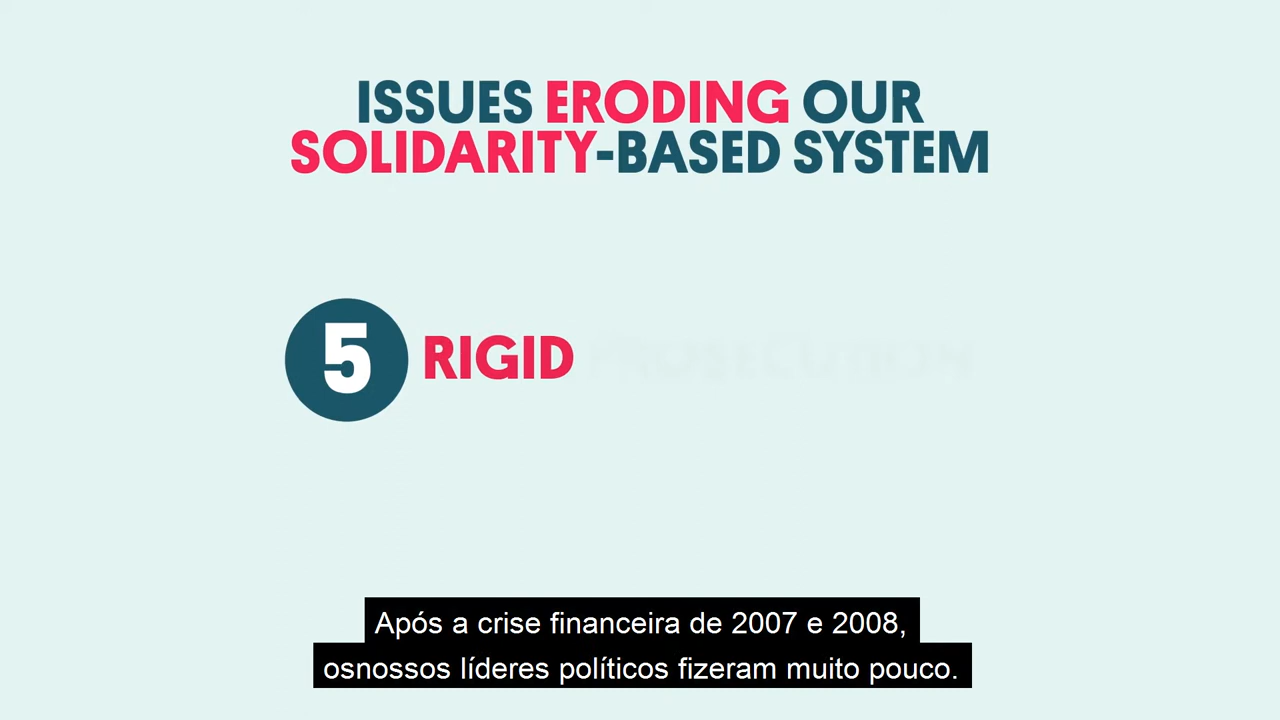 ISSUES ERODING OUR
SOLIDARITY-BASED SYSTEM
5 RIGID
Após a crise financeira de 2007 e 2008,
osnossos líderes políticos fizeram muito pouco.